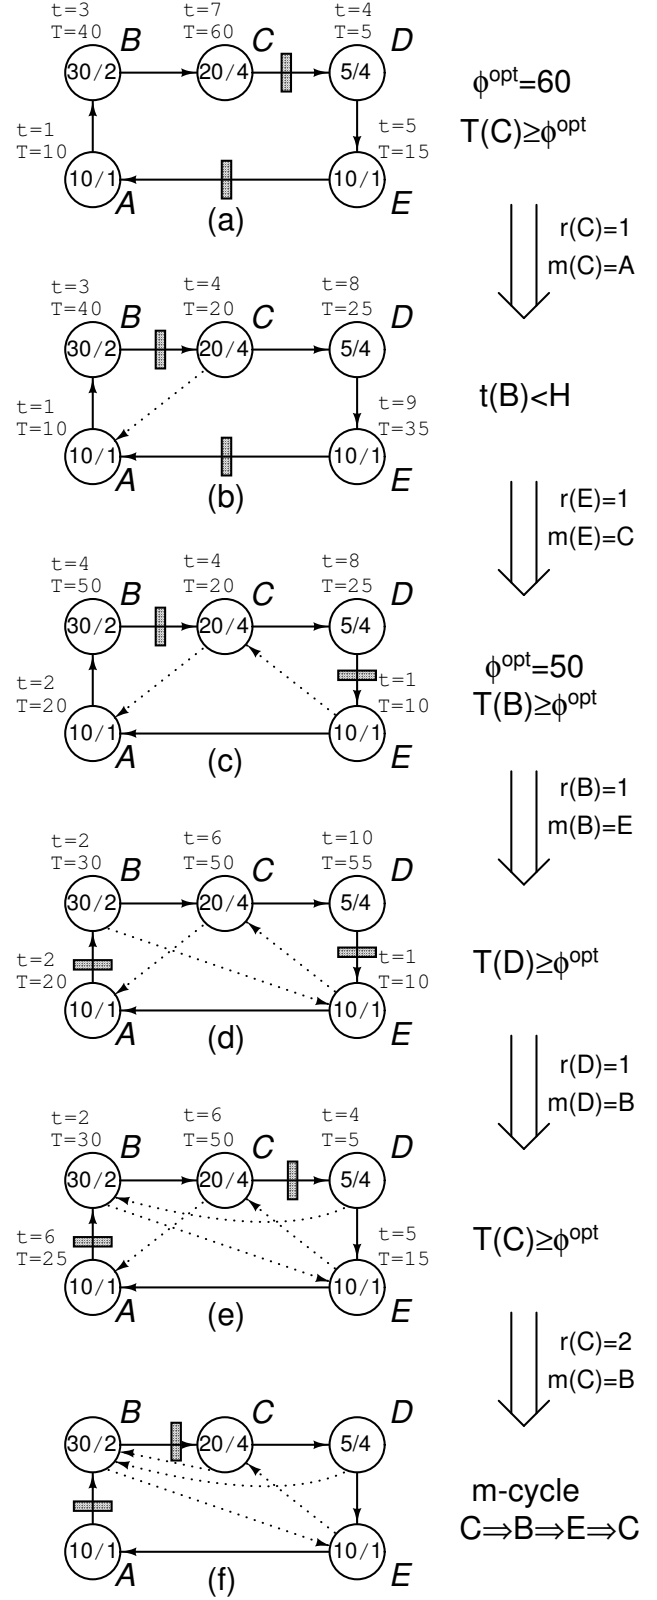 t=3 t=7 t=4
T=40 B T=60 C T=5 D
30/2 20/4 5/4
ϕopt=60
T(C)≥ϕopt
t=1 t=5
T=10 T=15
10/1 10/1
A (a) E
r(C)=1
m(C)=A
t=3 t=4 t=8
T=40 B T=20 C T=25 D
30/2 20/4 5/4
t(B)<H
t=1 t=9
T=10 T=35
10/1 10/1
A (b) E
r(E)=1
m(E)=C
t=4 t=4 t=8
T=50 B T=20 C T=25 D
30/2 20/4 5/4
ϕopt=50
T(B)≥ϕopt
t=2 t=1
T=20 T=10
10/1 10/1
A (c) E
r(B)=1
m(B)=E
t=2 t=6 t=10
T=30 B T=50 C T=55 D
30/2 20/4 5/4
T(D)≥ϕopt
t=2 t=1
T=20 T=10
10/1 10/1
A (d) E
r(D)=1
m(D)=B
t=2 t=6 t=4
T=30 B T=50 C T=5 D
30/2 20/4 5/4
T(C)≥ϕopt
t=6 t=5
T=25 T=15
10/1 10/1
A (e) E
r(C)=2
m(C)=B
B C D
30/2 20/4 5/4
m-cycle
C⇒B⇒E⇒C
10/1 10/1
A (f) E